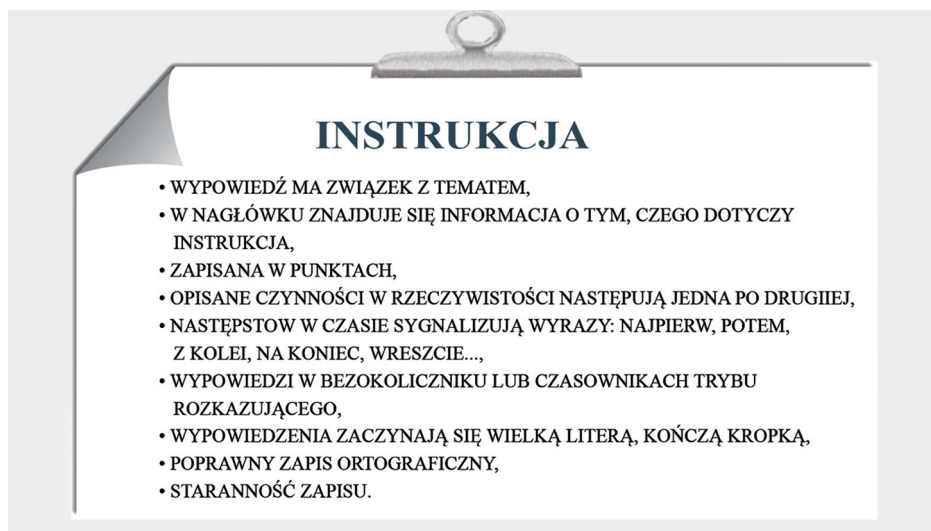 INSTRUKCJA
• WYPOWIEDŹ MA ZWIĄZEK Z TEMATEM,
• W NAGŁÓWKU ZNAJDUJE SIĘ INFORMACJA O TYM, CZEGO DOTYCZY
INSTRUKCJA,
• ZAPISANA W PUNKTACH,
• OPISANE CZYNNOŚCI W RZECZYWISTOŚCI NASTĘPUJĄ JEDNA PO DRUGIIEJ,
• NASTĘPSTOW W CZASIE SYGNALIZUJĄ WYRAZY: NAJPIERW, POTEM,
Z KOLEI, NA KONIEC, WRESZCIE...,
• WYPOWIEDZI W BEZOKOLICZNIKU LUB CZASOWNIKACH TRYBU
ROZKAZUJĄCEGO,
• WYPOWIEDZENIA ZACZYNAJĄ SIĘ WIELKĄ LITERĄ, KOŃCZĄ KROPKĄ,
• POPRAWNY ZAPIS ORTOGRAFICZNY,
• STARANNOŚĆ ZAPISU.